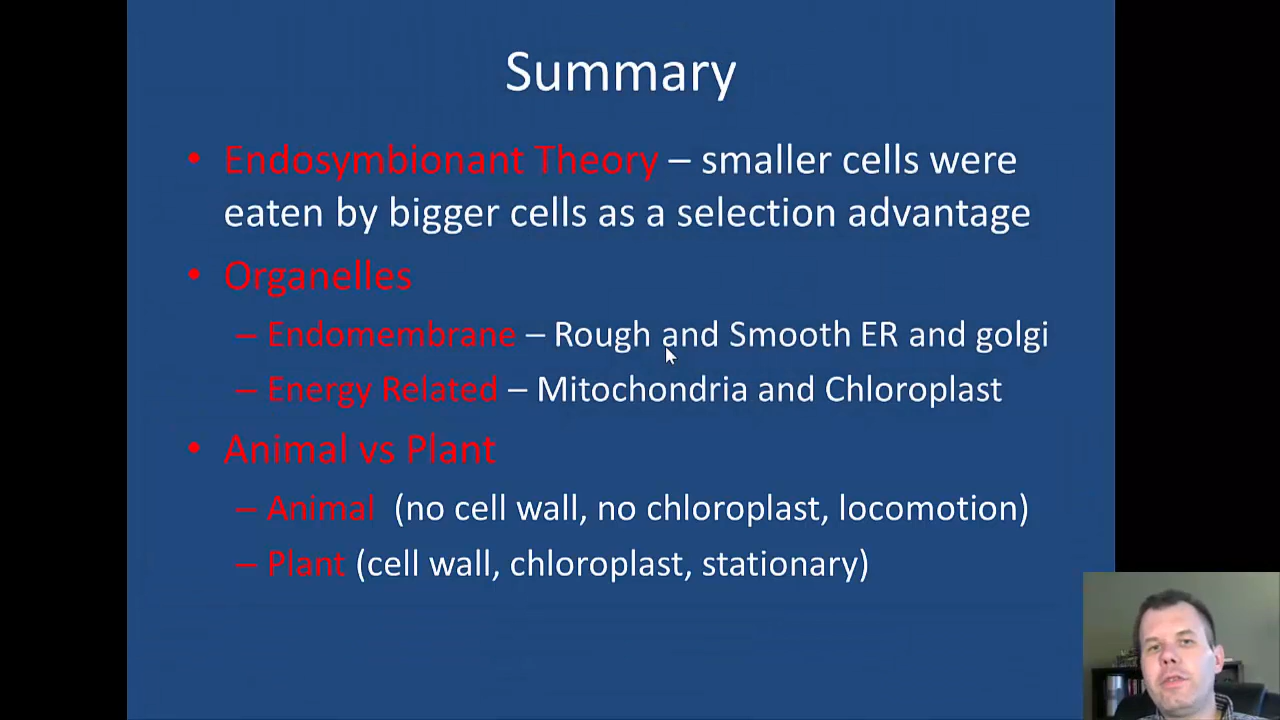 Summary
• Endosymbionant Theory – smaller cells were
eaten by bigger cells as a selection advantage
• Organelles
– Endomembrane – Rough and Smooth ER and golgi
– Energy Related – Mitochondria and Chloroplast
• Animal vs Plant
– Animal (no cell wall, no chloroplast, locomotion)
– Plant (cell wall, chloroplast, stationary)